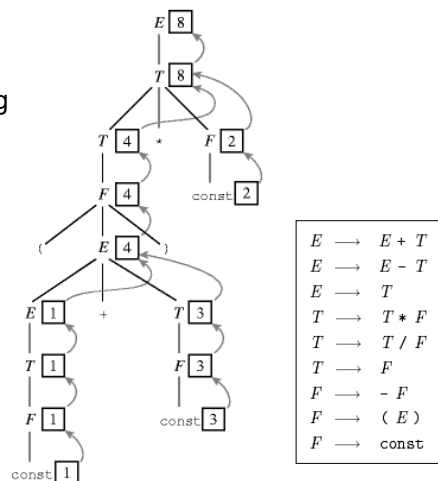 E 8
T 8
g
T 4 * F 2
const 2
F 4
( E 4 )
E 1 + T 3
T 1 F 3
F 1 const 3
const 1
E → E + T
E → E - T
E → T
T → T * F
T → T / F
T → F
F → - F
F → ( E )
F → const